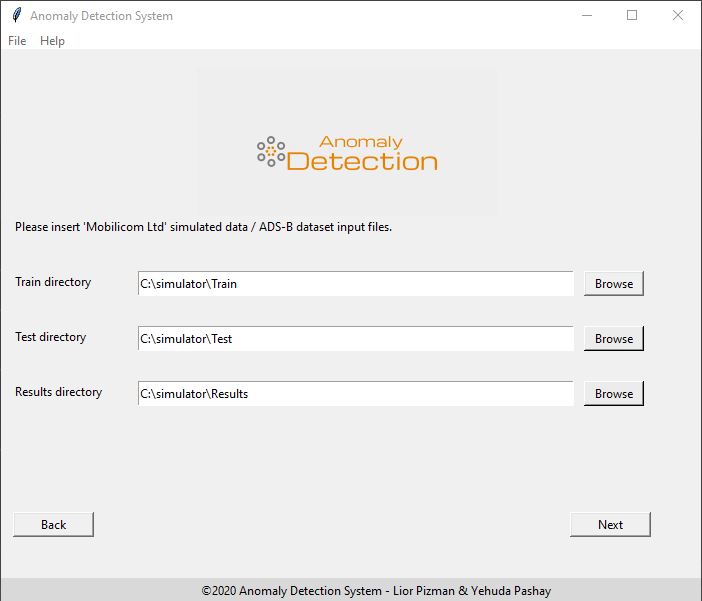 Anomaly Detection System
File Help
Anomaly
Detection
Please insert 'Mobilicom Ltd' simulated data / ADS-B dataset input files.
Train directory C:\simulator\Train Browse
Test directory C:\simulator\Test Browse
Results directory C:\simulator\Results Browse
Back Next
©2020 Anomaly Detection System - Lior Pizman & Yehuda Pashay